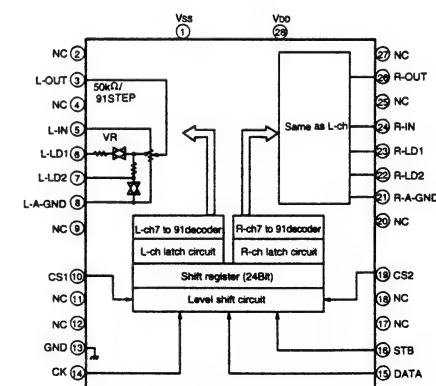 Vss
VDD
① ㉘
NC ②
L-OUT ③
NC ④
L-IN ⑤
L-LD1 ⑥
L-LD2 ⑦
L-A-GND ⑧
NC ⑨
CS1 ⑩
NC ⑪
NC ⑫
GND ⑬
CK ⑭
50kΩ/
91STEP
VR
Same as L-ch
L-ch7 to 91decoder
R-ch7 to 91decoder
L-ch latch circuit
R-ch latch circuit
Shift register (24Bit)
Level shift circuit
㉗ NC
㉖ R-OUT
㉕ NC
㉔ R-IN
㉓ R-LD1
㉒ R-LD2
㉑ R-A-GND
⑳ NC
⑲ CS2
⑱ NC
⑰ NC
⑯ STB
⑮ DATA